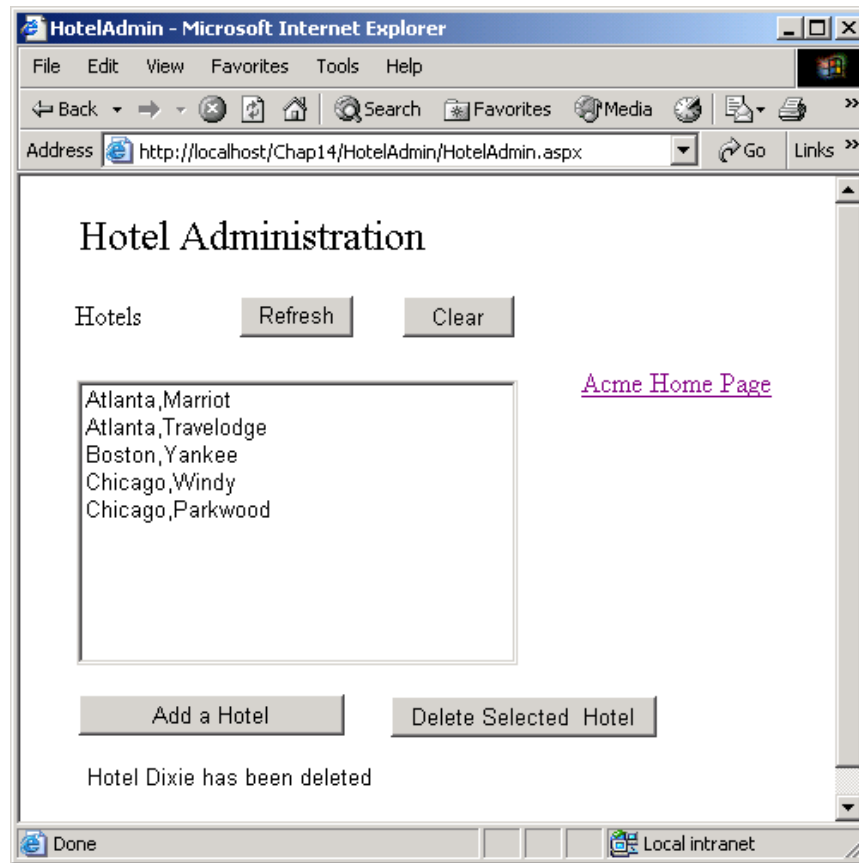 HotelAdmin - Microsoft Internet Explorer
File Edit View Favorites Tools Help
Back Search Favorites Media »
Address http://localhost/Chap14/HotelAdmin/HotelAdmin.aspx Go Links »
Hotel Administration
Hotels Refresh Clear
Acme Home Page
Atlanta,Marriot
Atlanta,Travelodge
Boston,Yankee
Chicago,Windy
Chicago,Parkwood
Add a Hotel Delete Selected Hotel
Hotel Dixie has been deleted
Done Local intranet